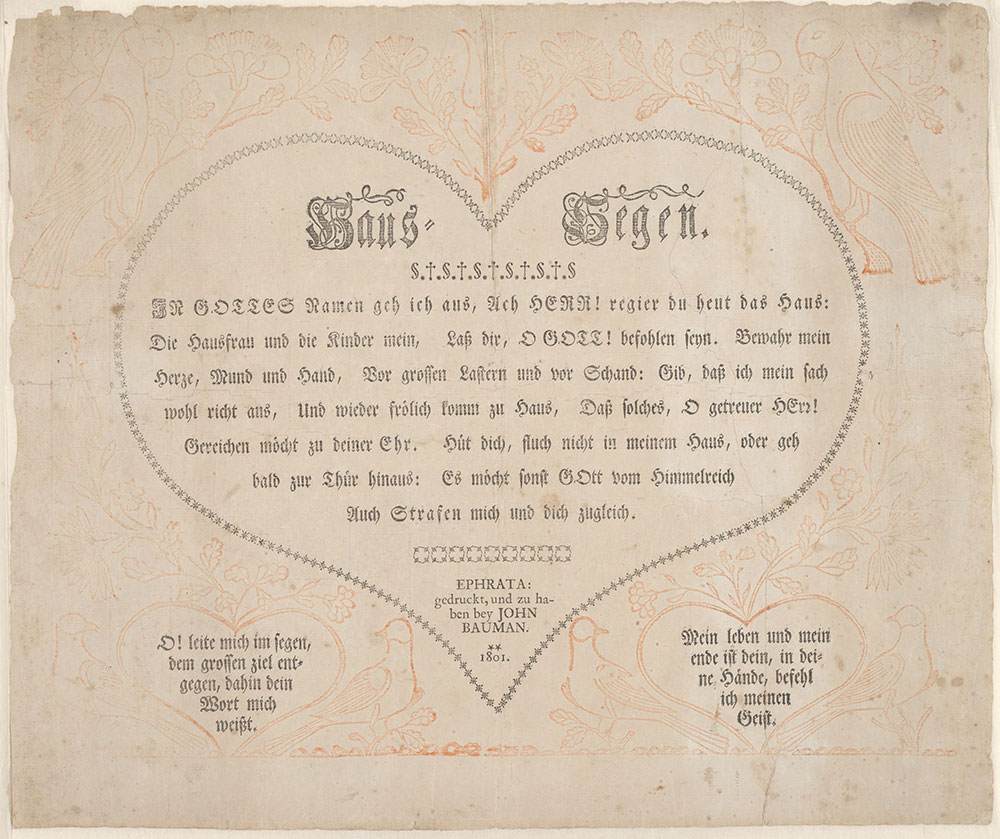 Haus= Segen.
§.†.§.†.§.†.§.†.§.†.§
IN GOTTES Namen geh ich aus, Ach HERR! regier du heut das Haus:
Die Hausfrau und die Kinder mein, Laß dir, O GOTT! befohlen seyn. Bewahr mein
Herze, Mund und Hand, Vor grossen Lastern und vor Schand: Gib, daß ich mein sach
wohl richt aus, Und wieder frölich komm zu Haus, Daß solches, O getreuer HErr!
Gereichen möcht zu deiner Ehr. Hüt dich, fluch nicht in meinem Haus, oder geh
bald zur Thür hinaus: Es möcht sonst GOtt vom Himmelreich
Auch Strafen mich und dich zugleich.
EPHRATA:
gedruckt, und zu ha-
ben bey JOHN
BAUMAN.
1801.
O! leite mich im segen,
dem grossen ziel ent-
gegen, dahin dein
Wort mich
weißt.
Mein leben und mein
ende ist dein, in dei-
ne Hände, befehl
ich meinen
Geist.